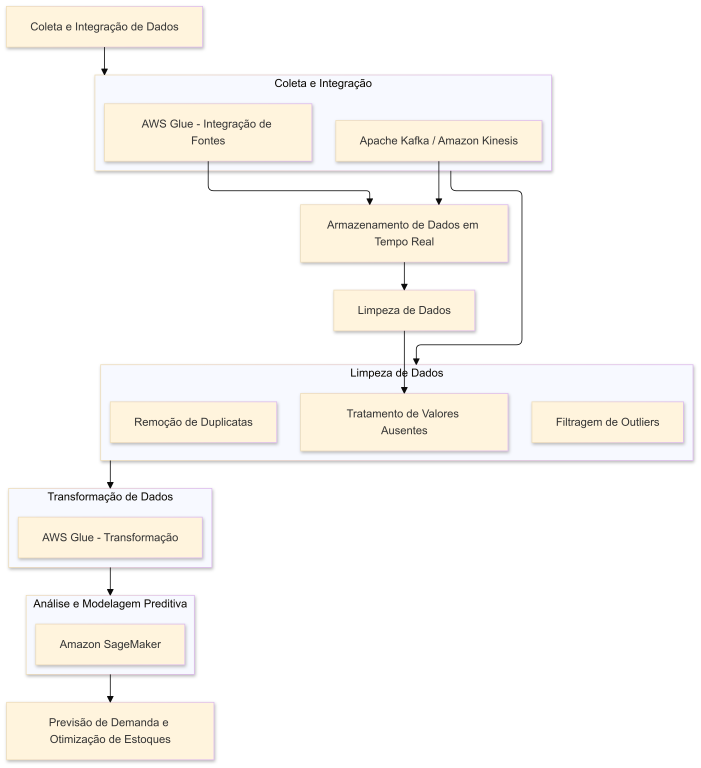 Coleta e Integração de Dados
Coleta e Integração
AWS Glue - Integração de
Fontes
Apache Kafka / Amazon Kinesis
Armazenamento de Dados em
Tempo Real
Limpeza de Dados
Limpeza de Dados
Remoção de Duplicatas
Tratamento de Valores
Ausentes
Filtragem de Outliers
Transformação de Dados
AWS Glue - Transformação
Análise e Modelagem Preditiva
Amazon SageMaker
Previsão de Demanda e
Otimização de Estoques